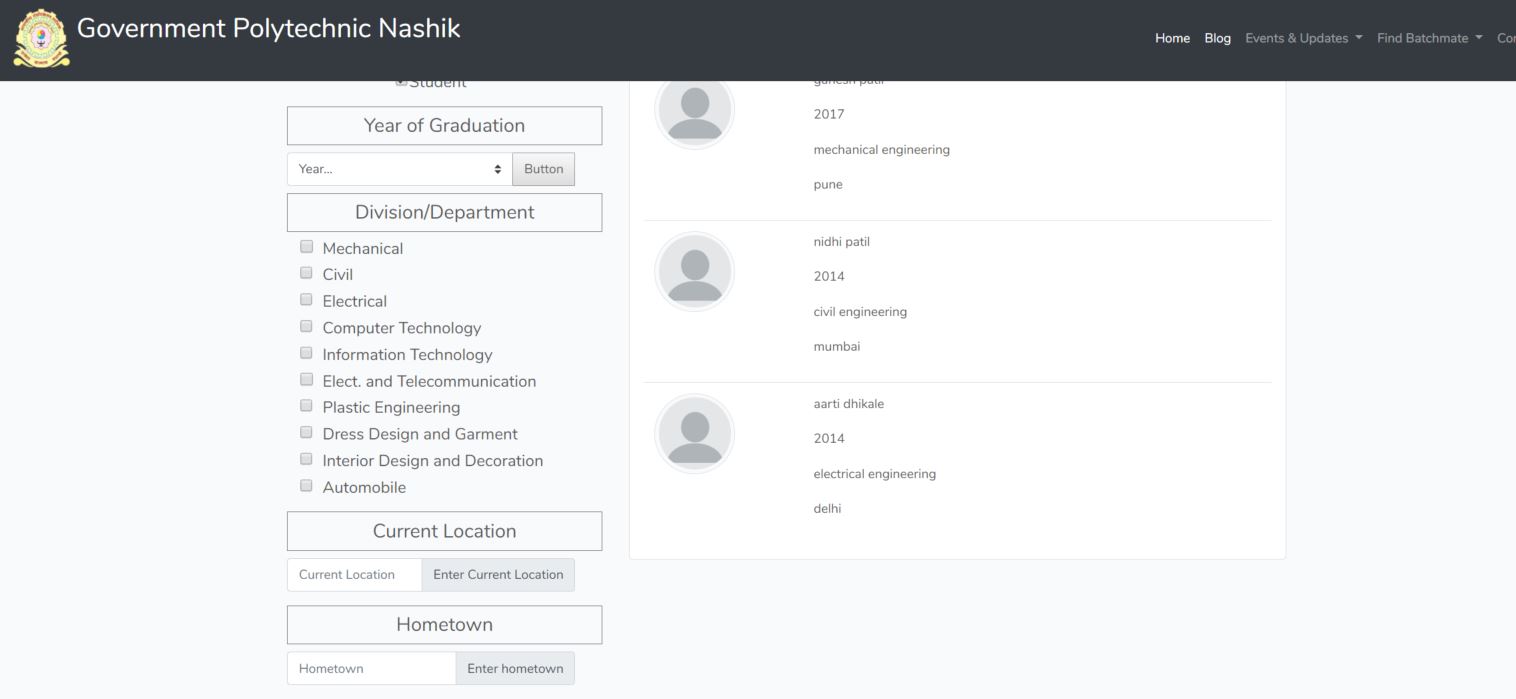 Government Polytechnic Nashik
Home Blog Events & Updates Find Batchmate
Student
Year of Graduation
Year... Button
Division/Department
Mechanical
Civil
Electrical
Computer Technology
Information Technology
Elect. and Telecommunication
Plastic Engineering
Dress Design and Garment
Interior Design and Decoration
Automobile
Current Location
Current Location Enter Current Location
Hometown
Hometown Enter hometown
ganesh patil
2017
mechanical engineering
pune
nidhi patil
2014
civil engineering
mumbai
aarti dhikale
2014
electrical engineering
delhi